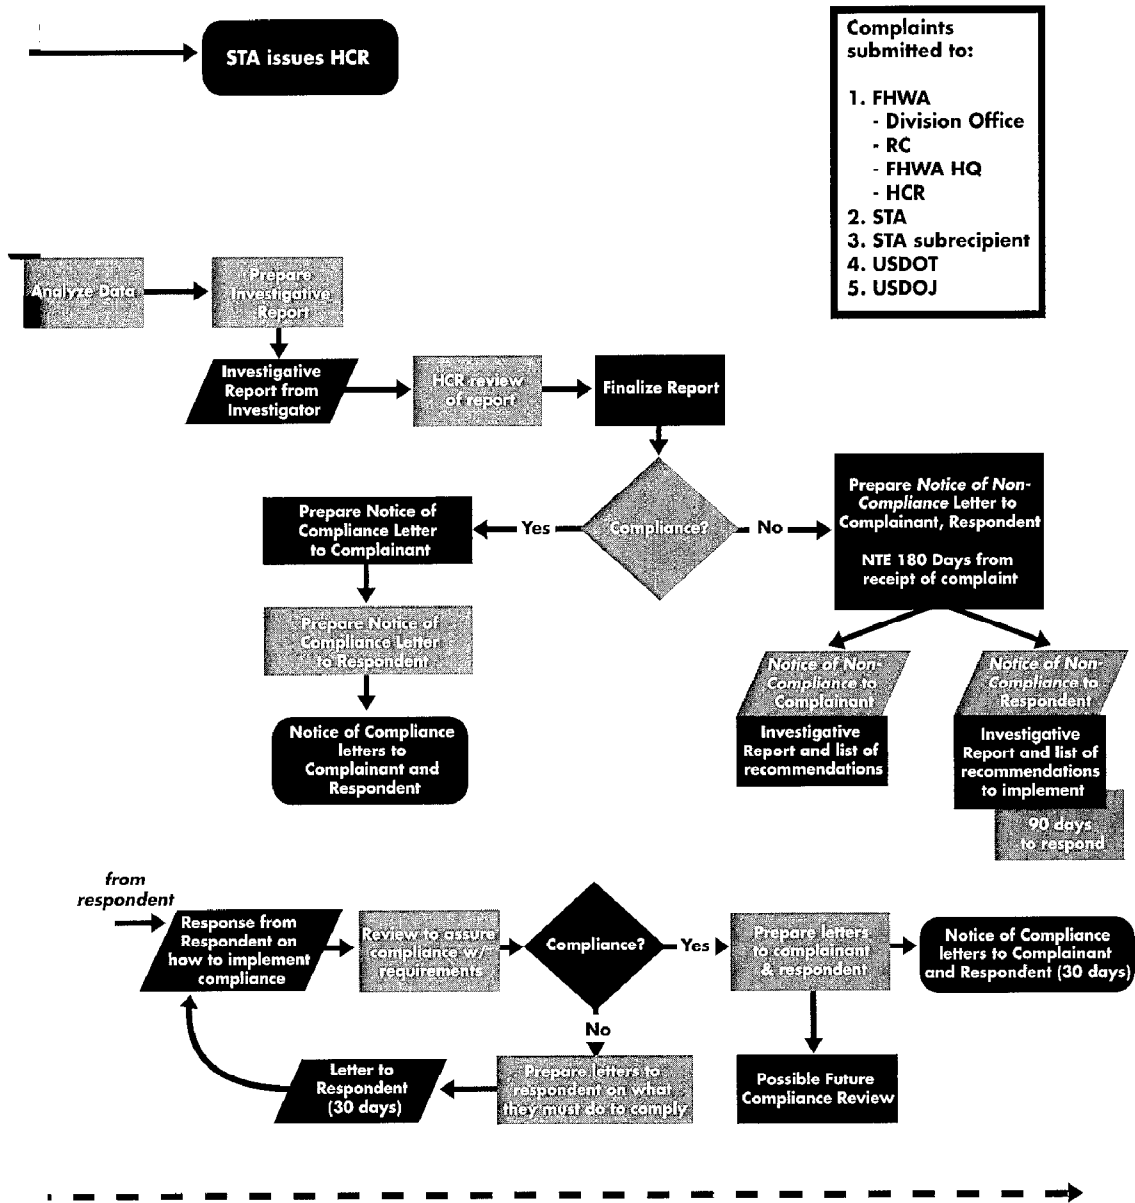 STA issues HCR
Complaints
submitted to:
1. FHWA
- Division Office
- RC
- FHWA HQ
- HCR
2. STA
3. STA subrecipient
4. USDOT
5. USDOJ
Analyze Data
Prepare
Investigative
Report
Investigative
Report from
Investigator
HCR review
of report
Finalize Report
Compliance?
Yes
No
Prepare Notice of
Compliance Letter
to Complainant
Prepare Notice of Non-
Compliance Letter to
Complainant, Respondent
NTE 180 Days from
receipt of complaint
Prepare Notice of
Compliance Letter
to Respondent
Notice of Compliance
letters to
Complainant and
Respondent
Notice of Non-
Compliance to
Complainant
Investigative
Report and list of
recommendations
Notice of Non-
Compliance to
Respondent
Investigative
Report and list of
recommendations
to implement
90 days
to respond
from
respondent
Response from
Respondent on
how to implement
compliance
Review to assure
compliance w/
requirements
Compliance?
Yes
Prepare letters
to complainant
& respondent
Notice of Compliance
letters to Complainant
and Respondent (30 days)
No
Prepare letters to
respondent on what
they must do to comply
Letter to
Respondent
(30 days)
Possible Future
Compliance Review